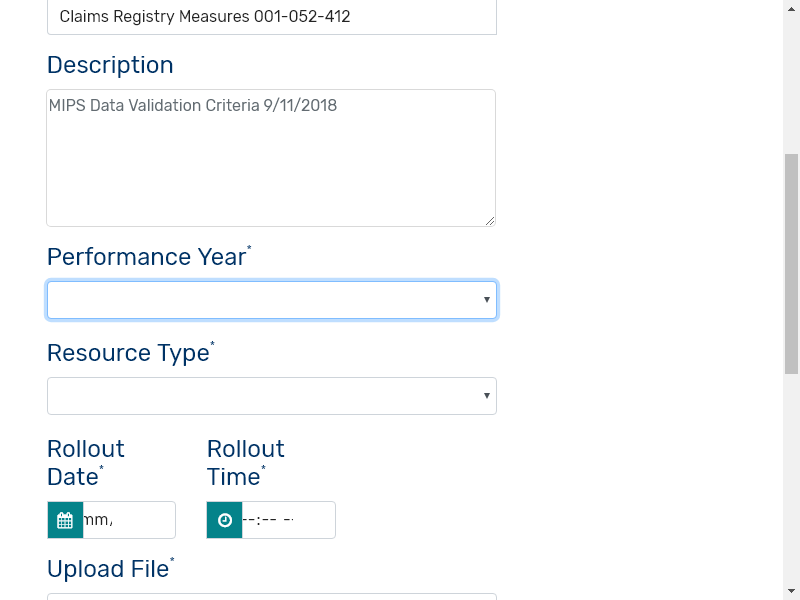 Claims Registry Measures 001-052-412
Description
MIPS Data Validation Criteria 9/11/2018
Performance Year*
Resource Type*
Rollout
Date*
Rollout
Time*
mm,
--:-- --
Upload File*